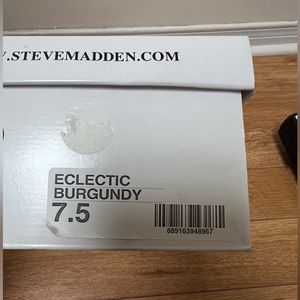 .STEVEMADDEN.COM
ECLECTIC
BURGUNDY
7.5
889163948967